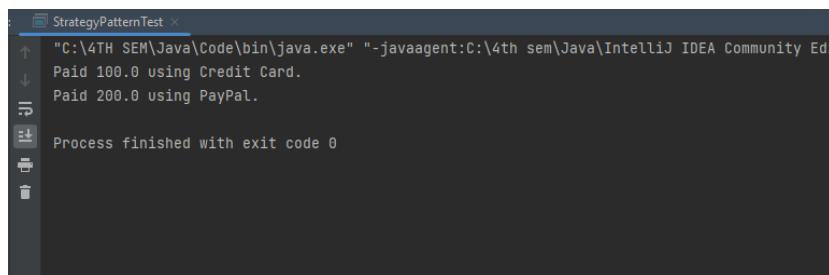 StrategyPatternTest
"C:\4TH SEM\Java\Code\bin\java.exe" "-javaagent:C:\4th sem\Java\IntelliJ IDEA Community Ed
Paid 100.0 using Credit Card.
Paid 200.0 using PayPal.
Process finished with exit code 0